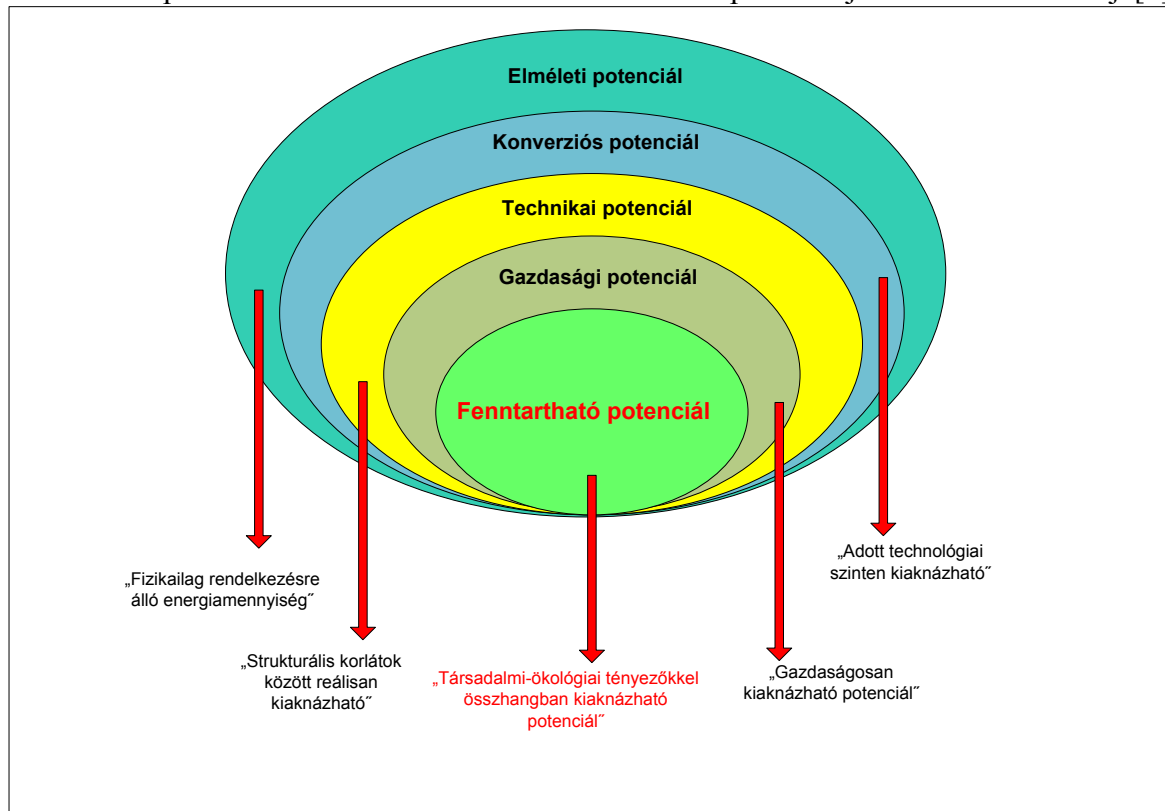 Elméleti potenciál
Konverziós potenciál
Technikai potenciál
Gazdasági potenciál
Fenntartható potenciál
„Fizikailag rendelkezésre
álló energiamennyiség˝
„Strukturális korlátok
között reálisan
kiaknázható˝
„Társadalmi-ökológiai tényezőkkel
összhangban kiaknázható
potenciál˝
„Gazdaságosan
kiaknázható potenciál˝
„Adott technológiai
szinten kiaknázható˝